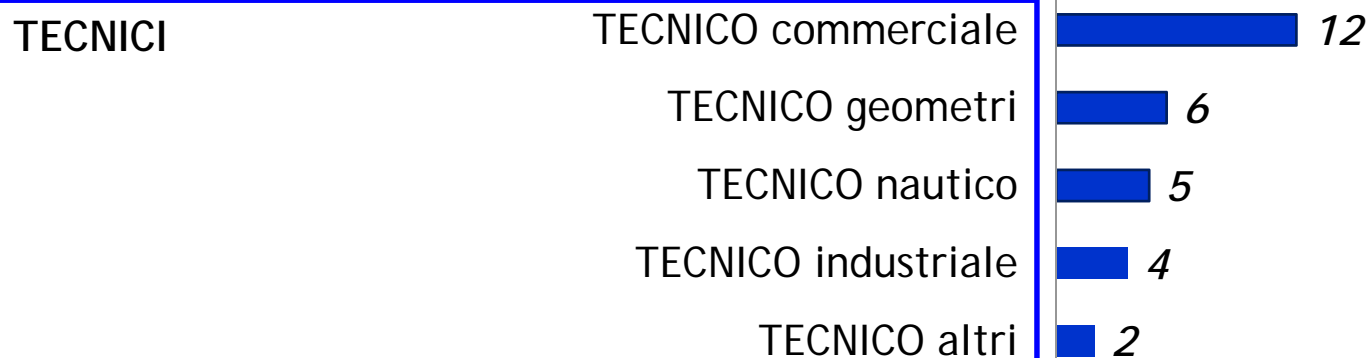 TECNICI
TECNICO commerciale 12
TECNICO geometri 6
TECNICO nautico 5
TECNICO industriale 4
TECNICO altri 2